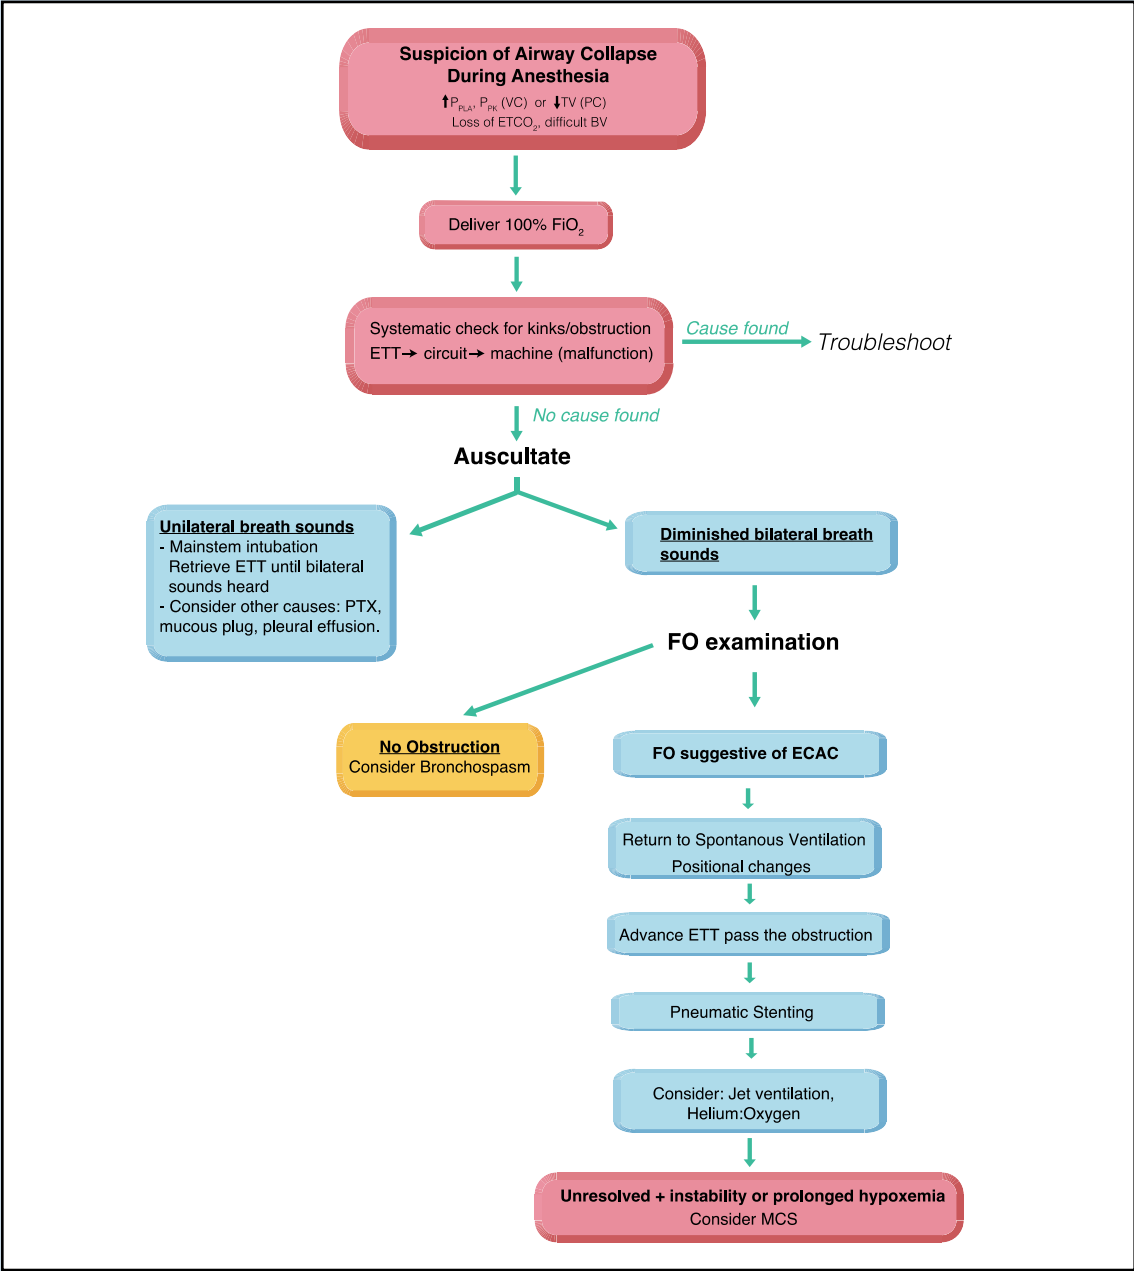 Suspicion of Airway Collapse
During Anesthesia
⬆P_PLA, P_PK (VC) or ⬇TV (PC)
Loss of ETCO₂, difficult BV
Deliver 100% FiO₂
Systematic check for kinks/obstruction
ETT→ circuit→ machine (malfunction)
Cause found
Troubleshoot
No cause found
Auscultate
Unilateral breath sounds
- Mainstem intubation
Retrieve ETT until bilateral
sounds heard
- Consider other causes: PTX,
mucous plug, pleural effusion.
Diminished bilateral breath
sounds
FO examination
No Obstruction
Consider Bronchospasm
FO suggestive of ECAC
Return to Spontanous Ventilation
Positional changes
Advance ETT pass the obstruction
Pneumatic Stenting
Consider: Jet ventilation,
Helium:Oxygen
Unresolved + instability or prolonged hypoxemia
Consider MCS